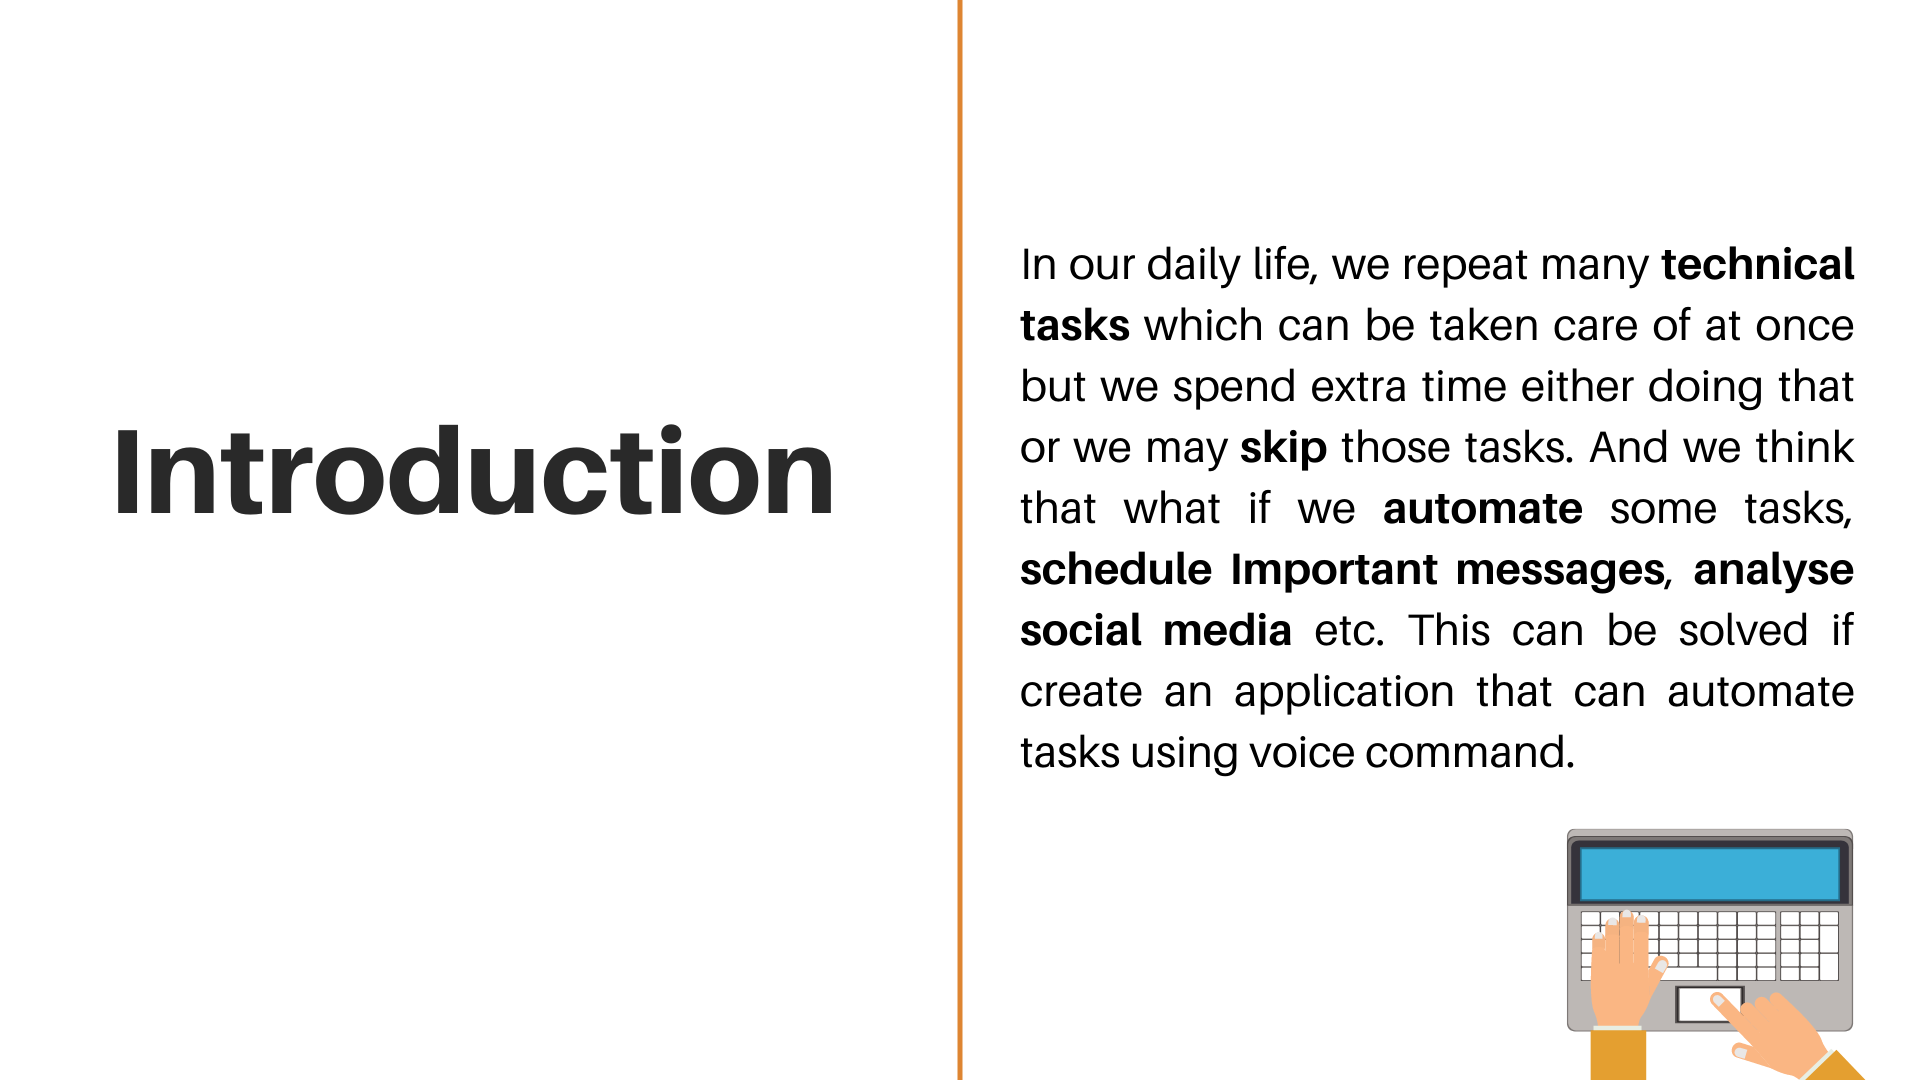 Introduction
In our daily life, we repeat many technical
tasks which can be taken care of at once
but we spend extra time either doing that
or we may skip those tasks. And we think
that what if we automate some tasks,
schedule Important messages, analyse
social media etc. This can be solved if
create an application that can automate
tasks using voice command.